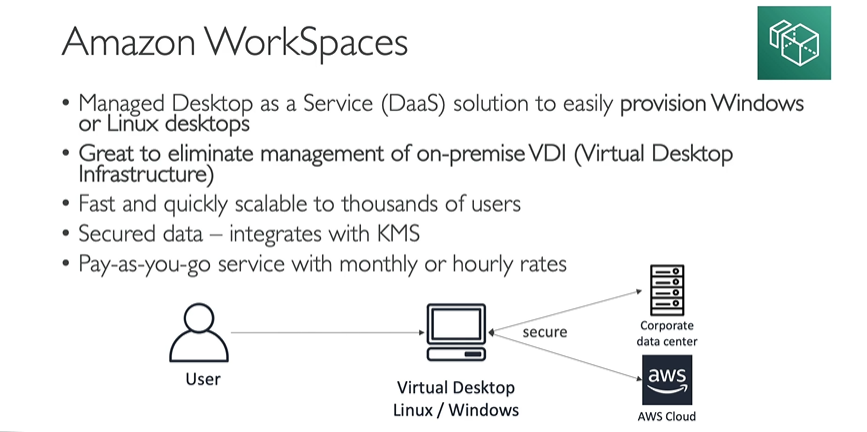 Amazon WorkSpaces
• Managed Desktop as a Service (DaaS) solution to easily provision Windows
or Linux desktops
• Great to eliminate management of on-premise VDI (Virtual Desktop
Infrastructure)
• Fast and quickly scalable to thousands of users
• Secured data – integrates with KMS
• Pay-as-you-go service with monthly or hourly rates
User
Virtual Desktop
Linux / Windows
secure
Corporate
data center
aws
AWS Cloud